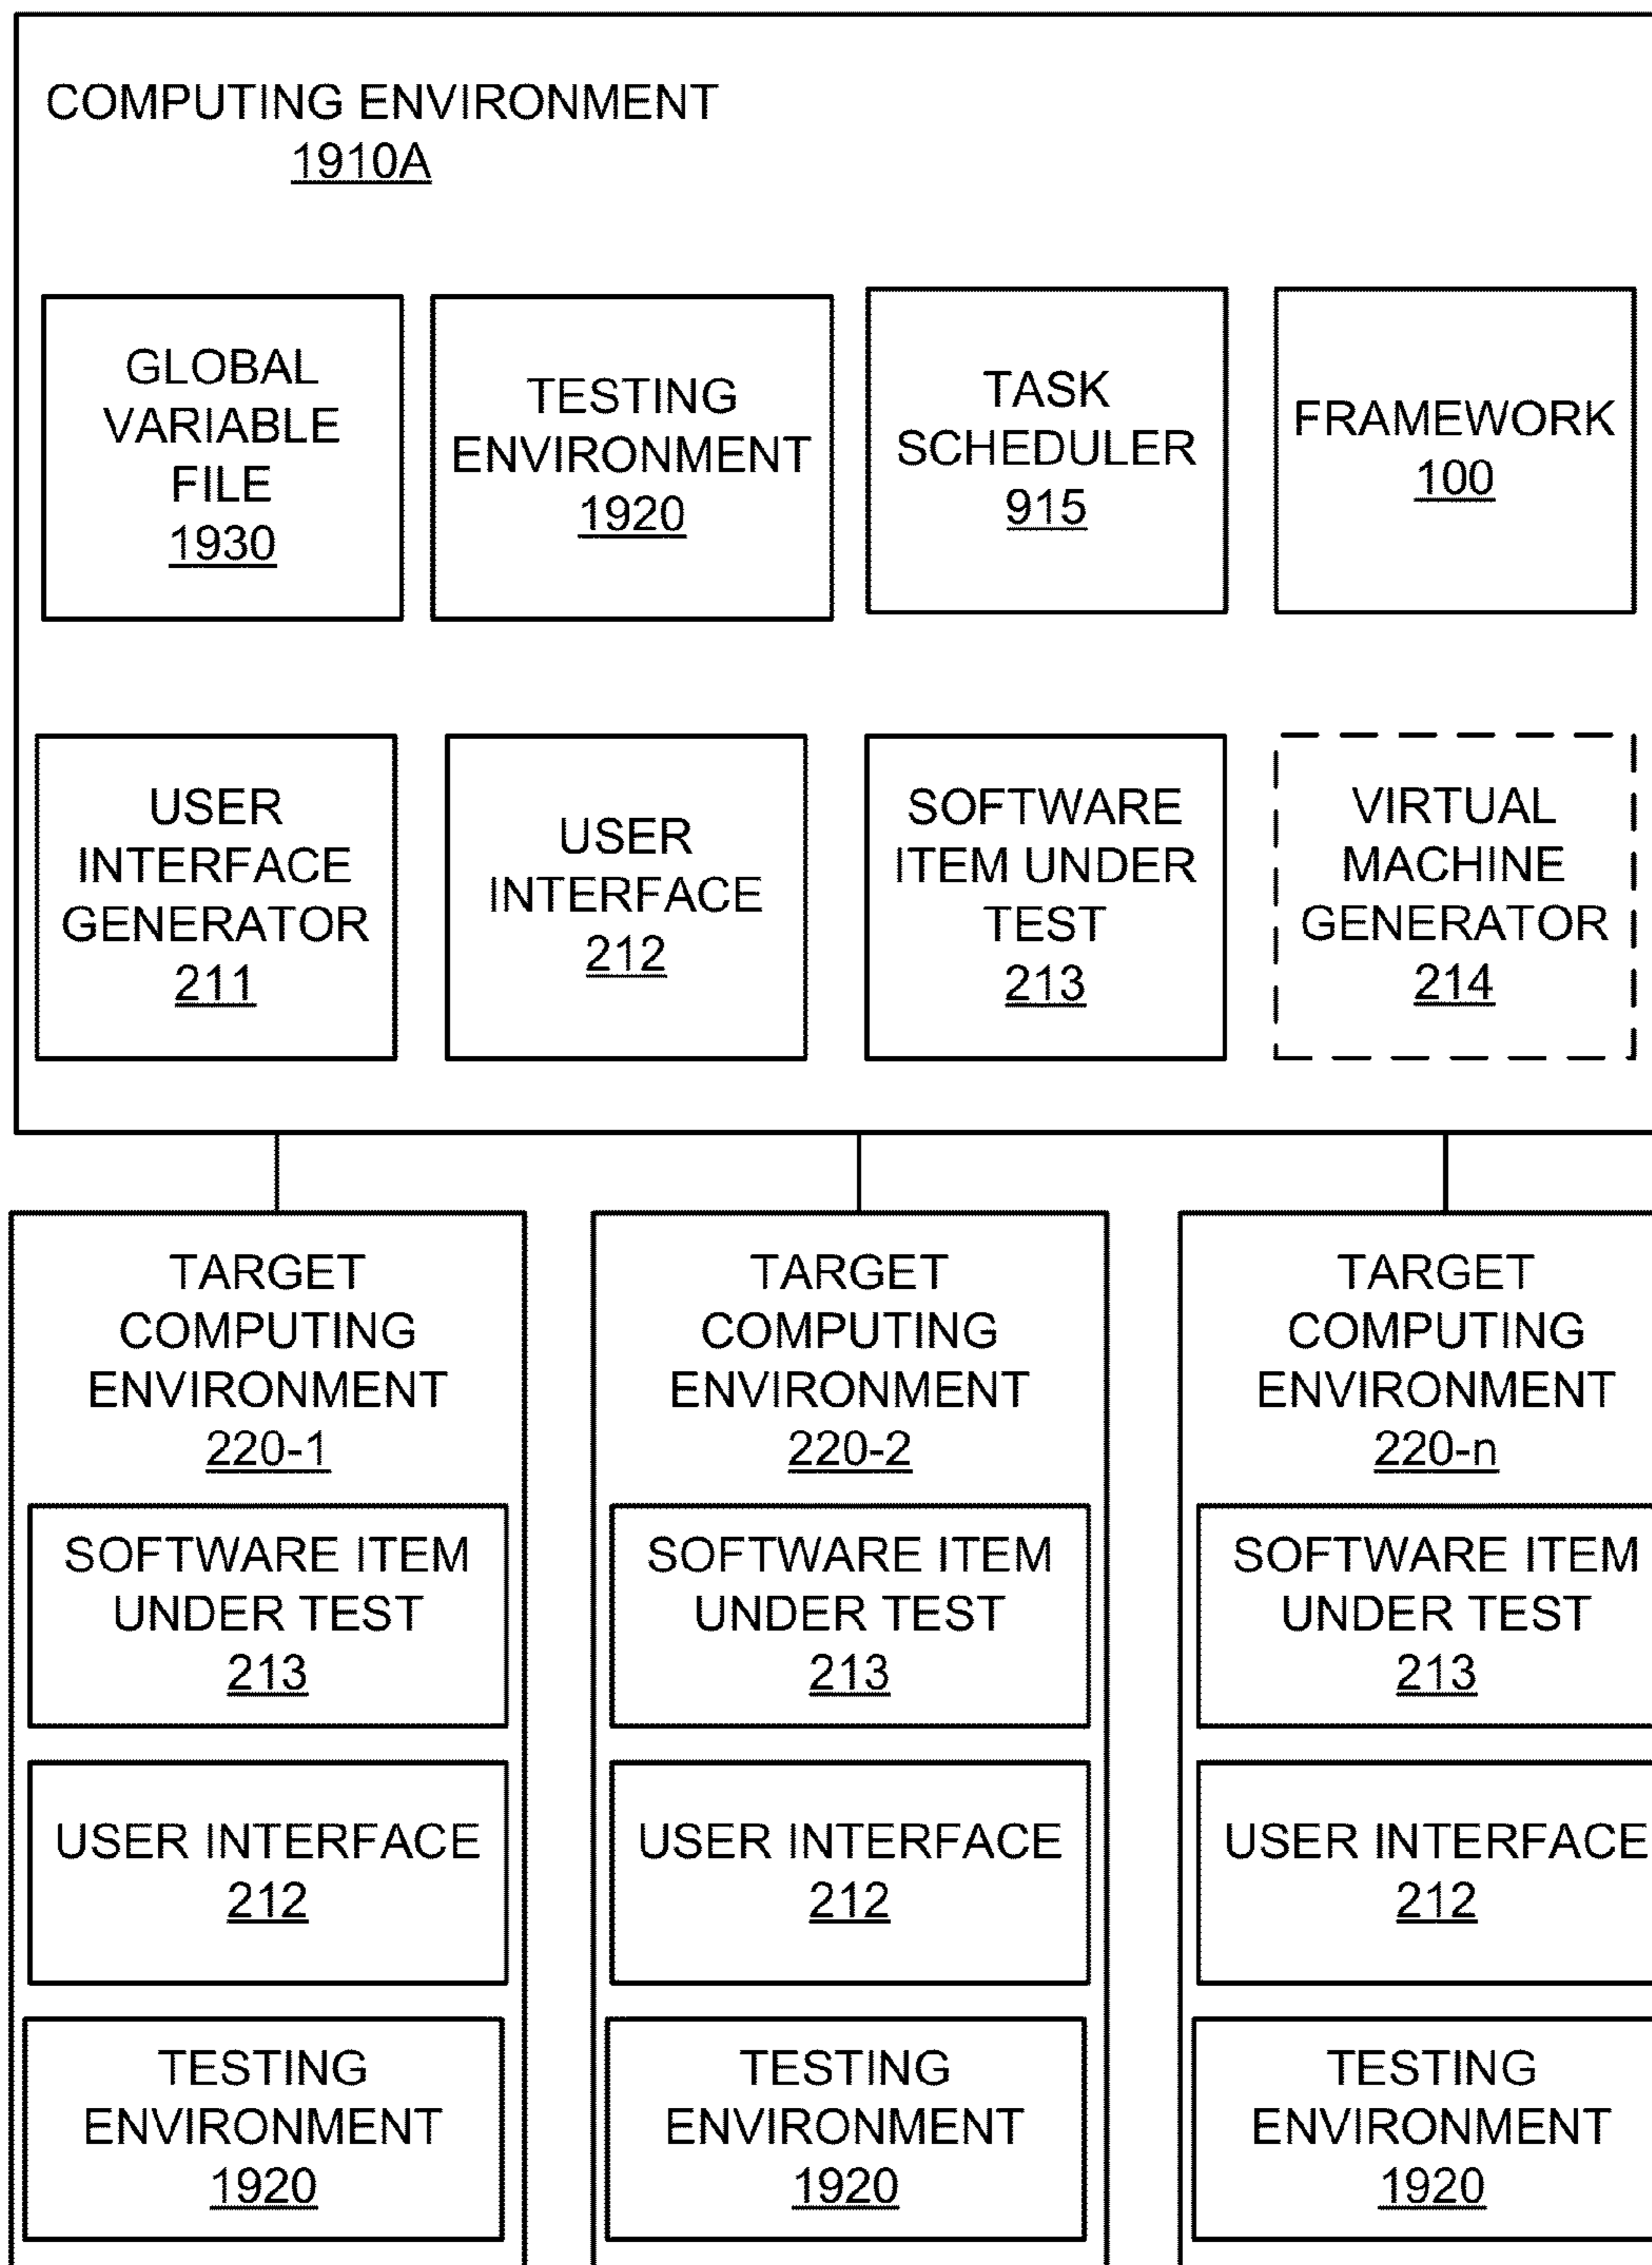 COMPUTING ENVIRONMENT
1910A
GLOBAL
VARIABLE
FILE
1930
TESTING
ENVIRONMENT
1920
TASK
SCHEDULER
915
FRAMEWORK
100
USER
INTERFACE
GENERATOR
211
USER
INTERFACE
212
SOFTWARE
ITEM UNDER
TEST
213
VIRTUAL
MACHINE
GENERATOR
214
TARGET
COMPUTING
ENVIRONMENT
220-1
SOFTWARE ITEM
UNDER TEST
213
USER INTERFACE
212
TESTING
ENVIRONMENT
1920
TARGET
COMPUTING
ENVIRONMENT
220-2
SOFTWARE ITEM
UNDER TEST
213
USER INTERFACE
212
TESTING
ENVIRONMENT
1920
TARGET
COMPUTING
ENVIRONMENT
220-n
SOFTWARE ITEM
UNDER TEST
213
USER INTERFACE
212
TESTING
ENVIRONMENT
1920